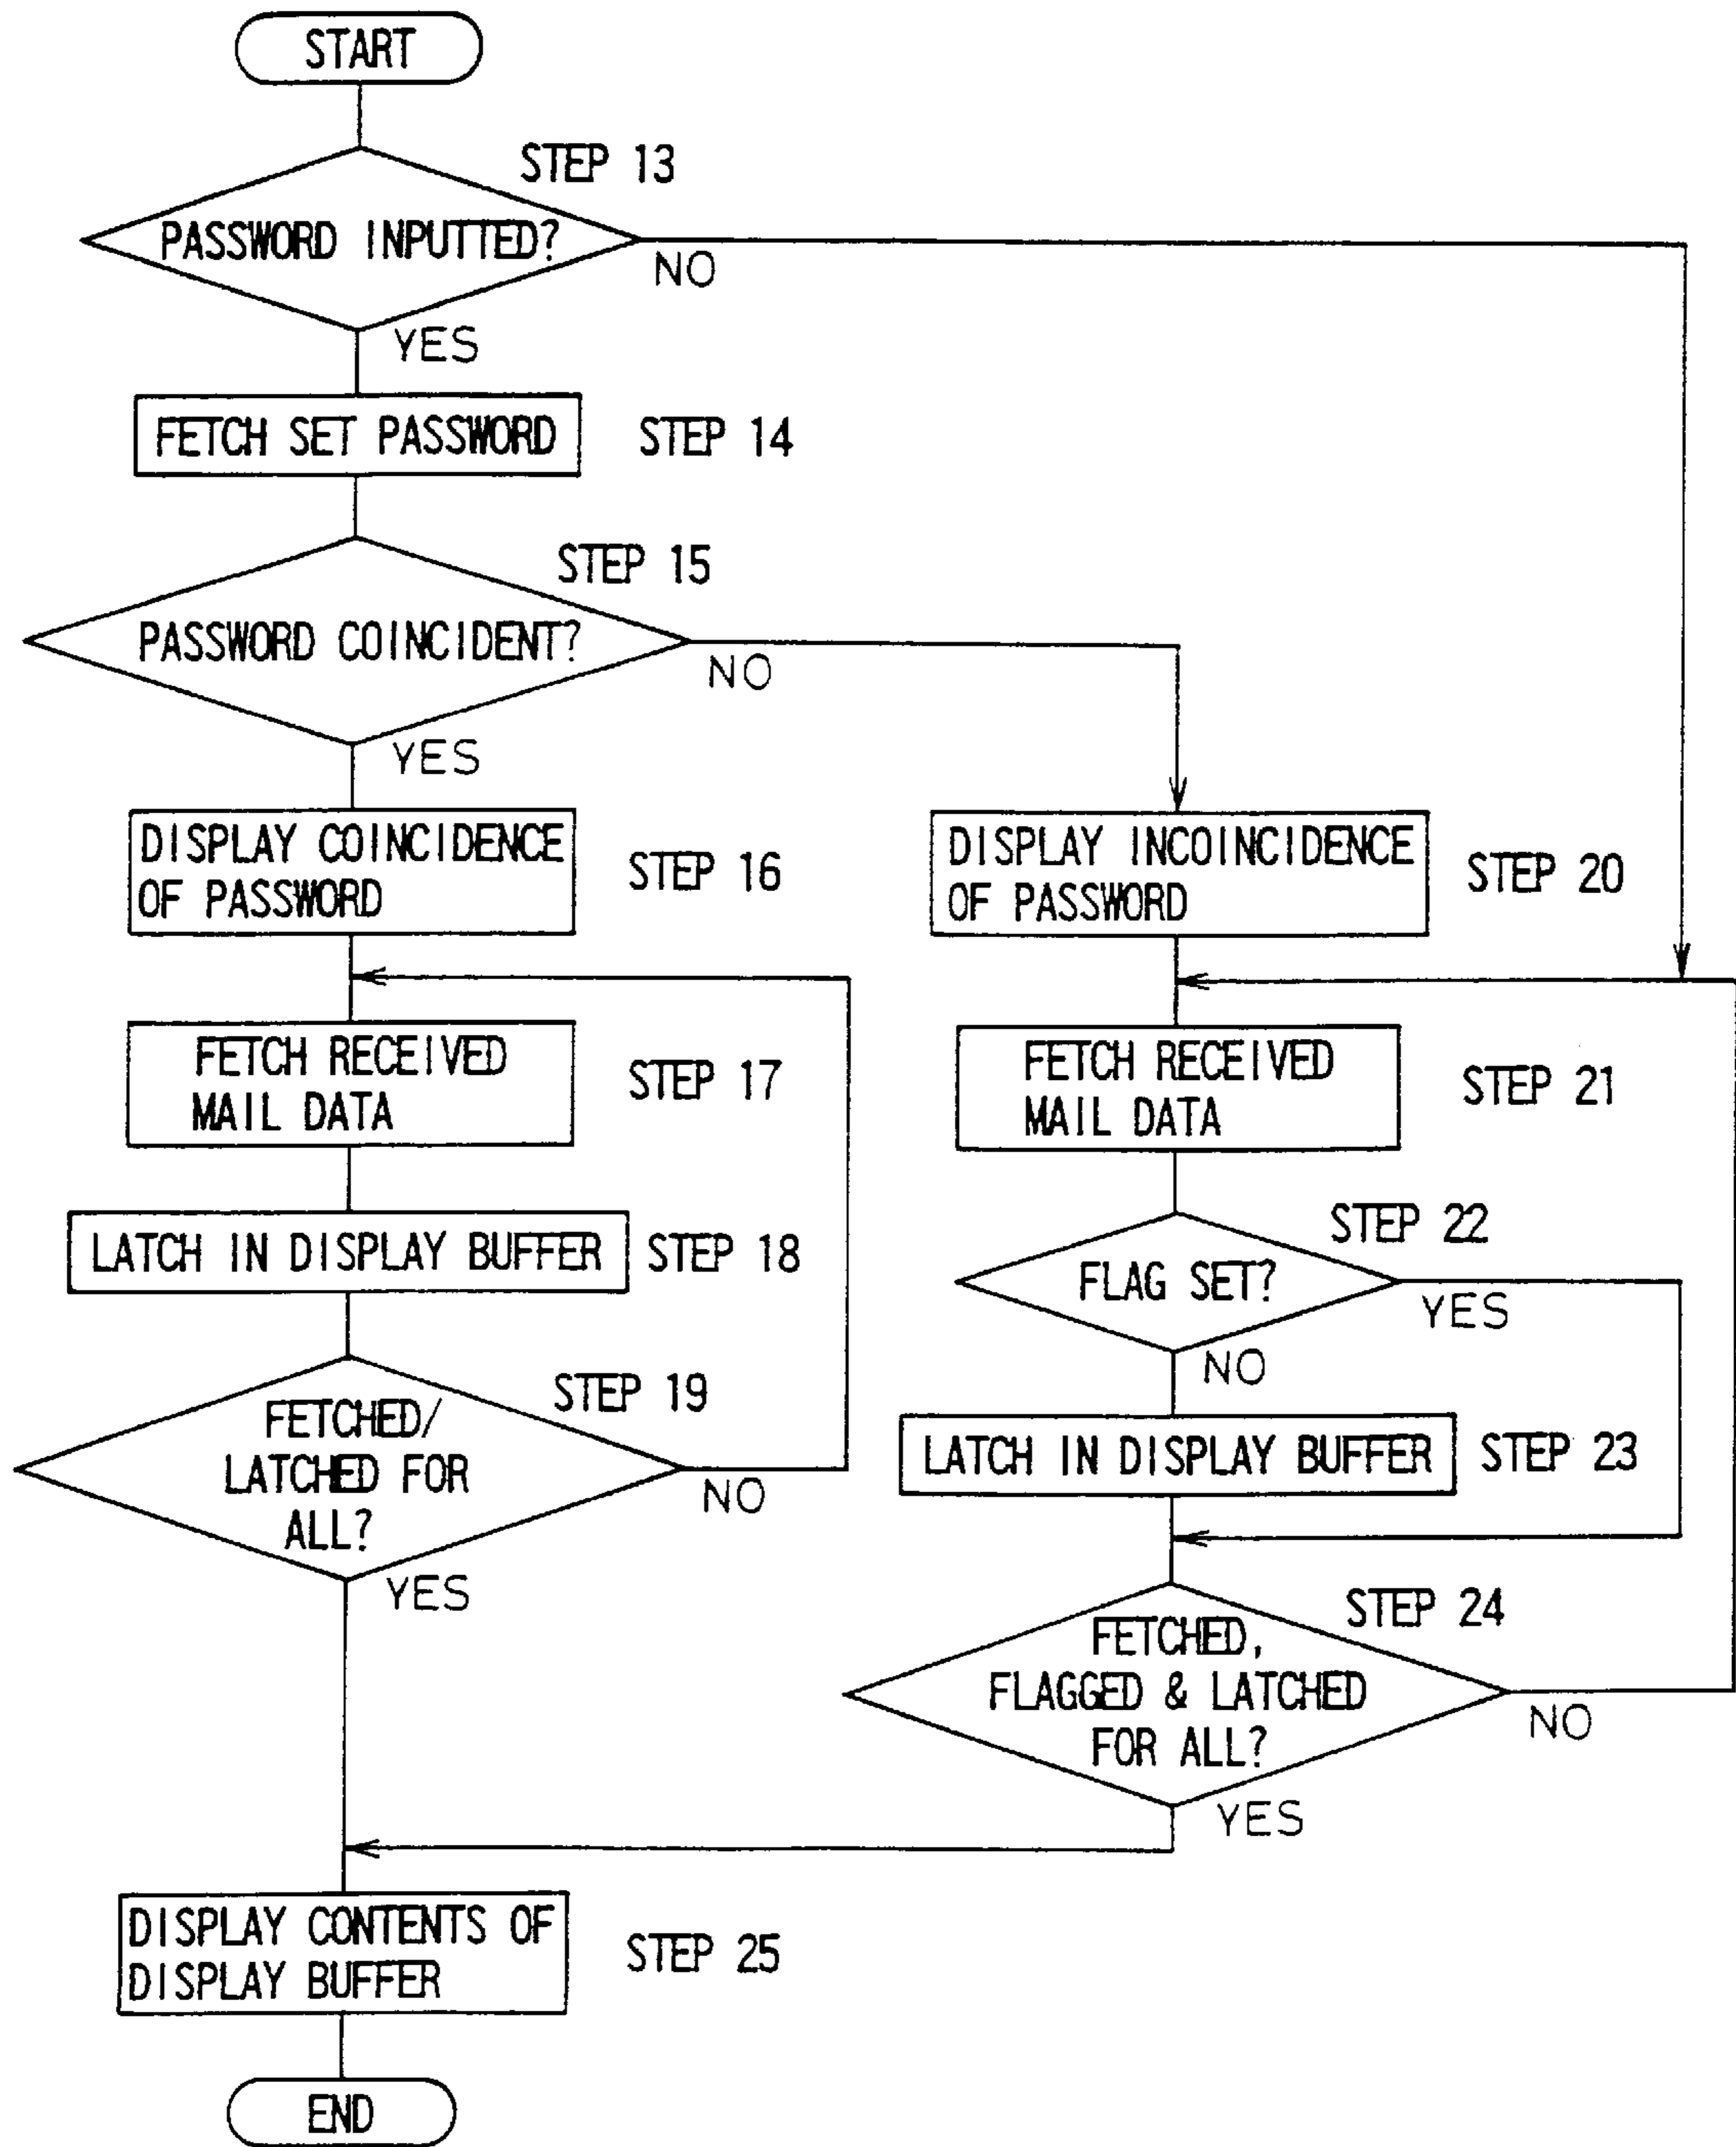 START
STEP 13
PASSWORD INPUTTED?
NO
YES
FETCH SET PASSWORD
STEP 14
STEP 15
PASSWORD COINCIDENT?
NO
YES
DISPLAY COINCIDENCE
OF PASSWORD
STEP 16
DISPLAY INCOINCIDENCE
OF PASSWORD
STEP 20
FETCH RECEIVED
MAIL DATA
STEP 17
FETCH RECEIVED
MAIL DATA
STEP 21
LATCH IN DISPLAY BUFFER
STEP 18
STEP 22
FLAG SET?
YES
NO
STEP 19
FETCHED/
LATCHED FOR
ALL?
NO
YES
LATCH IN DISPLAY BUFFER
STEP 23
STEP 24
FETCHED,
FLAGGED & LATCHED
FOR ALL?
NO
YES
DISPLAY CONTENTS OF
DISPLAY BUFFER
STEP 25
END